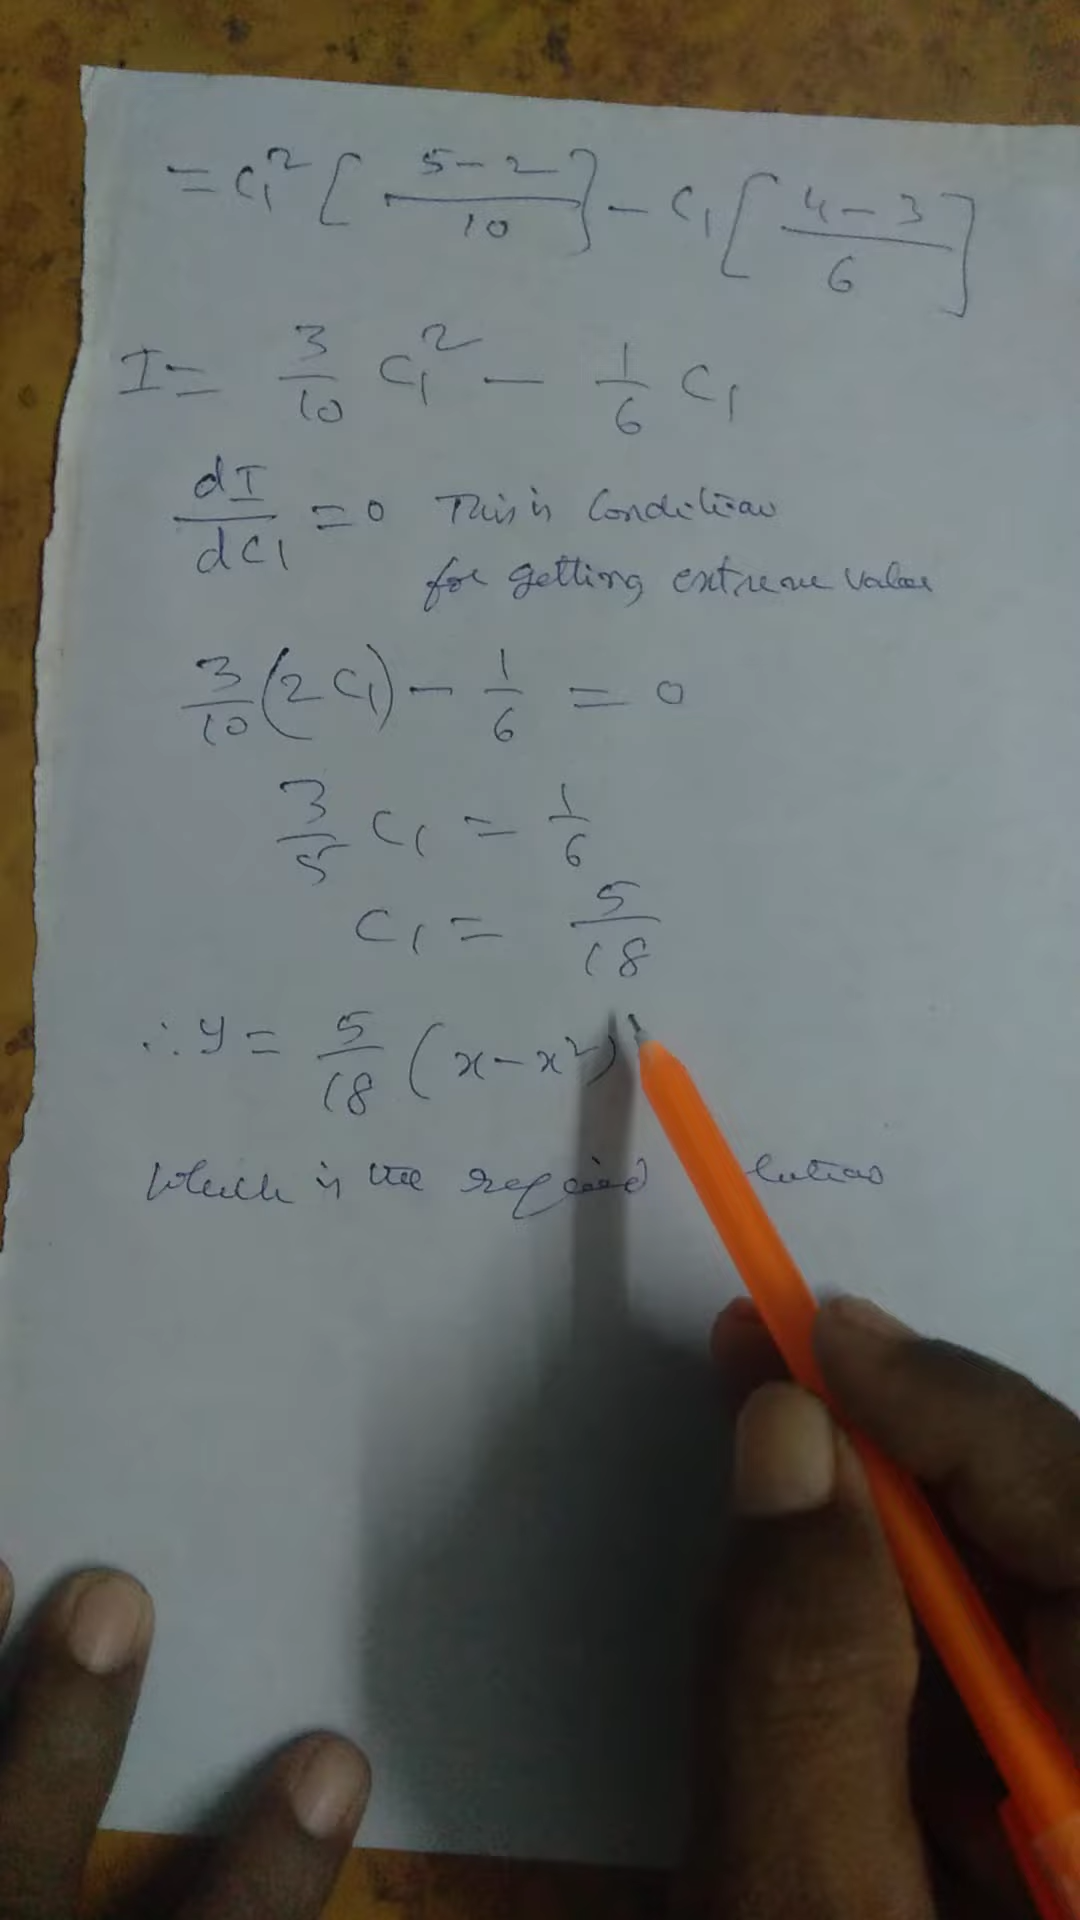 = C₁² [ (5-2)/10 ] - C₁ [ (4-3)/6 ]
I = 3/10 C₁² - 1/6 C₁
dI/dC₁ = 0 This is Condition
for getting extreme value
3/10 (2C₁) - 1/6 = 0
3/5 C₁ = 1/6
C₁ = 5/18
∴ y = 5/18 (x - x²)
Which is the required lution